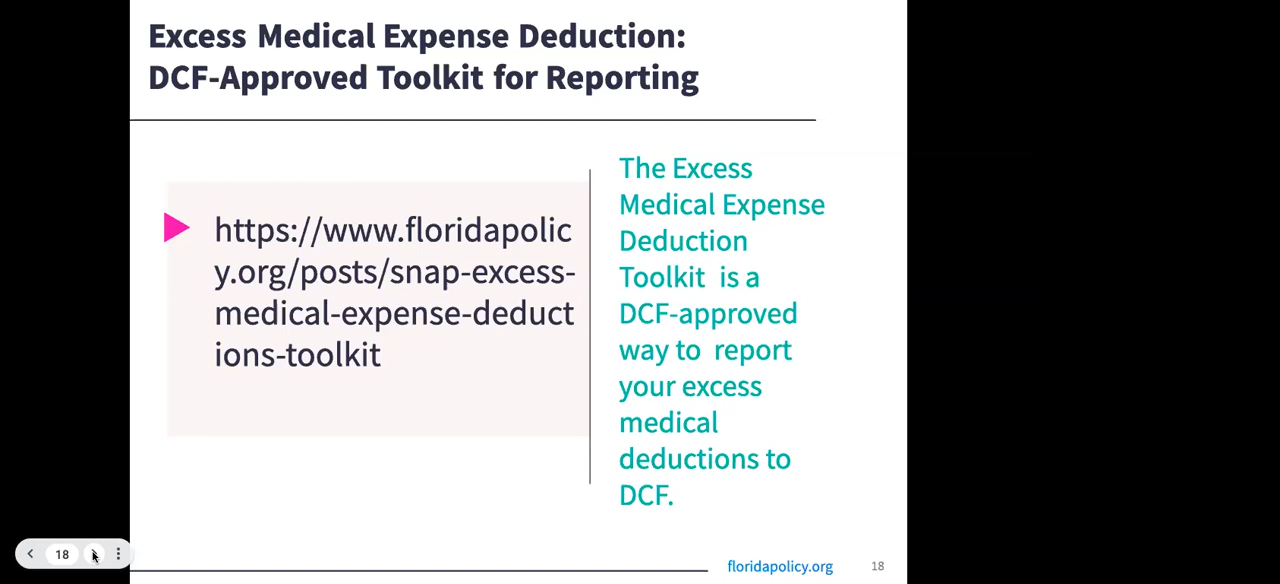 Excess Medical Expense Deduction:
DCF-Approved Toolkit for Reporting
https://www.floridapolic
y.org/posts/snap-excess-
medical-expense-deduct
ions-toolkit
The Excess
Medical Expense
Deduction
Toolkit is a
DCF-approved
way to report
your excess
medical
deductions to
DCF.
18
floridapolicy.org
18